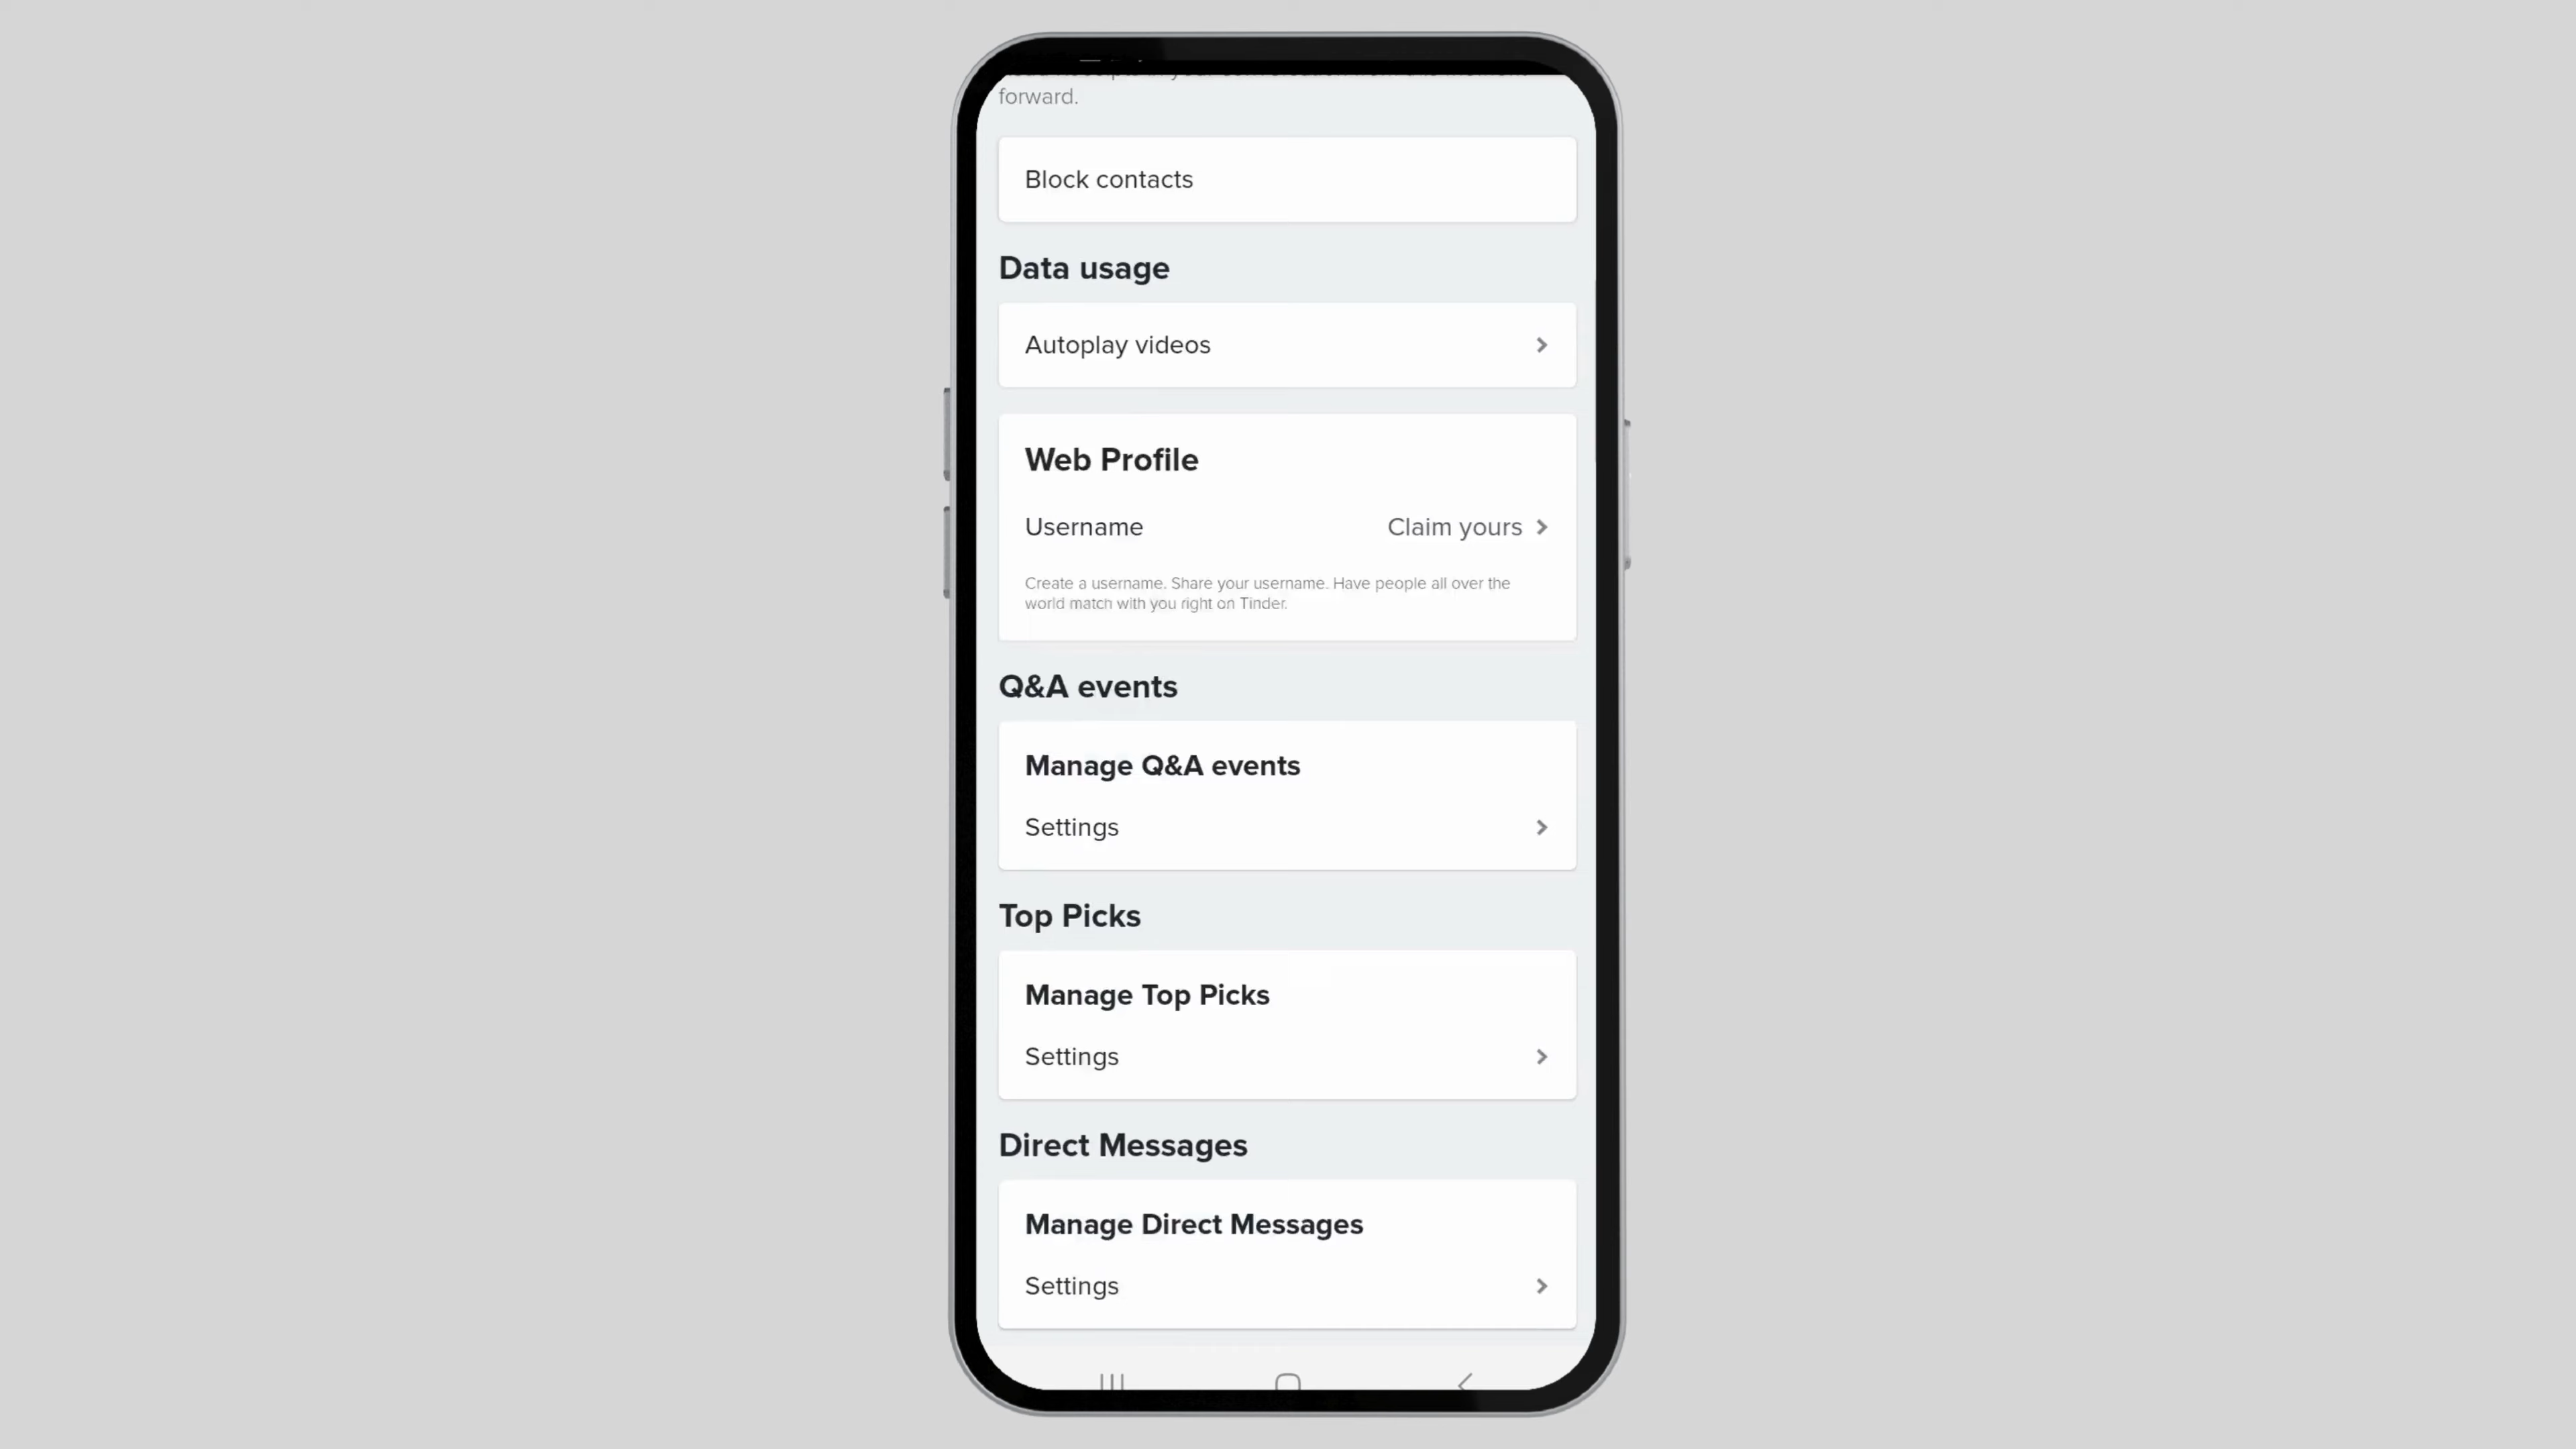 forward.
Block contacts
Data usage
Autoplay videos
Web Profile
Username Claim yours
Create a username. Share your username. Have people all over the
world match with you right on Tinder.
Q&A events
Manage Q&A events
Settings
Top Picks
Manage Top Picks
Settings
Direct Messages
Manage Direct Messages
Settings